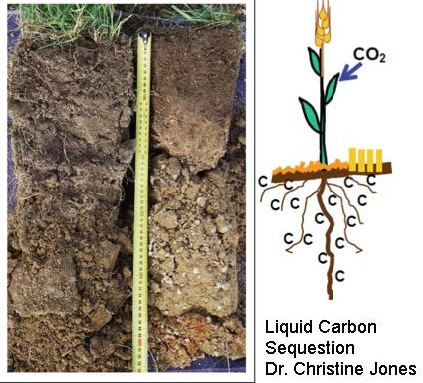 CO₂
C C C C
C C
C C C
C
Liquid Carbon
Sequestion
Dr. Christine Jones